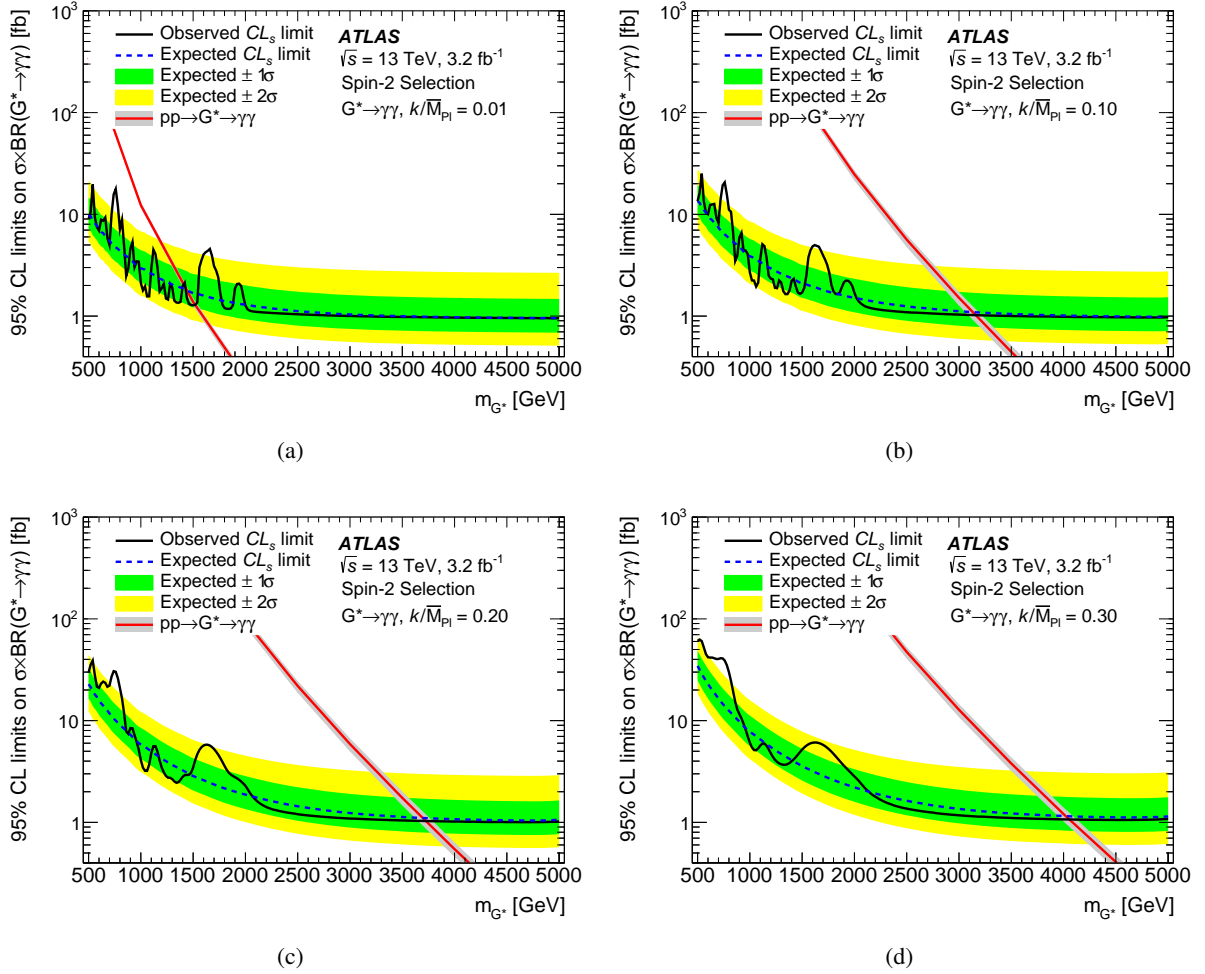 95% CL limits on σ×BR(G*→γγ) [fb]
10³
10²
10
1
Observed CLₛ limit
Expected CLₛ limit
Expected ± 1σ
Expected ± 2σ
pp→G*→γγ
ATLAS
√s = 13 TeV, 3.2 fb⁻¹
Spin-2 Selection
G*→γγ, k/M̅_Pl = 0.01
500 1000 1500 2000 2500 3000 3500 4000 4500 5000
m_G* [GeV]
(a)
95% CL limits on σ×BR(G*→γγ) [fb]
10³
10²
10
1
Observed CLₛ limit
Expected CLₛ limit
Expected ± 1σ
Expected ± 2σ
pp→G*→γγ
ATLAS
√s = 13 TeV, 3.2 fb⁻¹
Spin-2 Selection
G*→γγ, k/M̅_Pl = 0.10
500 1000 1500 2000 2500 3000 3500 4000 4500 5000
m_G* [GeV]
(b)
95% CL limits on σ×BR(G*→γγ) [fb]
10³
10²
10
1
Observed CLₛ limit
Expected CLₛ limit
Expected ± 1σ
Expected ± 2σ
pp→G*→γγ
ATLAS
√s = 13 TeV, 3.2 fb⁻¹
Spin-2 Selection
G*→γγ, k/M̅_Pl = 0.20
500 1000 1500 2000 2500 3000 3500 4000 4500 5000
m_G* [GeV]
(c)
95% CL limits on σ×BR(G*→γγ) [fb]
10³
10²
10
1
Observed CLₛ limit
Expected CLₛ limit
Expected ± 1σ
Expected ± 2σ
pp→G*→γγ
ATLAS
√s = 13 TeV, 3.2 fb⁻¹
Spin-2 Selection
G*→γγ, k/M̅_Pl = 0.30
500 1000 1500 2000 2500 3000 3500 4000 4500 5000
m_G* [GeV]
(d)